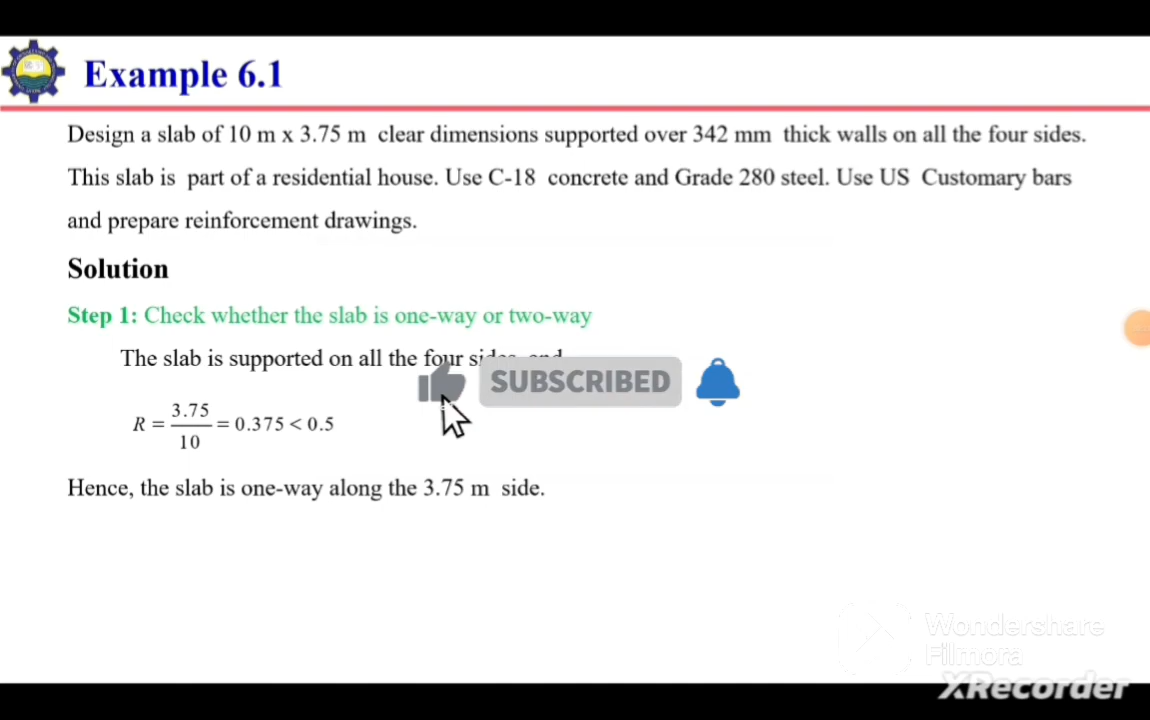 Example 6.1
Design a slab of 10 m x 3.75 m clear dimensions supported over 342 mm thick walls on all the four sides.
This slab is part of a residential house. Use C-18 concrete and Grade 280 steel. Use US Customary bars
and prepare reinforcement drawings.
Solution
Step 1: Check whether the slab is one-way or two-way
The slab is supported on all the four sides, and
SUBSCRIBED
R = 3.75 / 10 = 0.375 < 0.5
Hence, the slab is one-way along the 3.75 m side.
Wondershare
Filmora
XRecorder